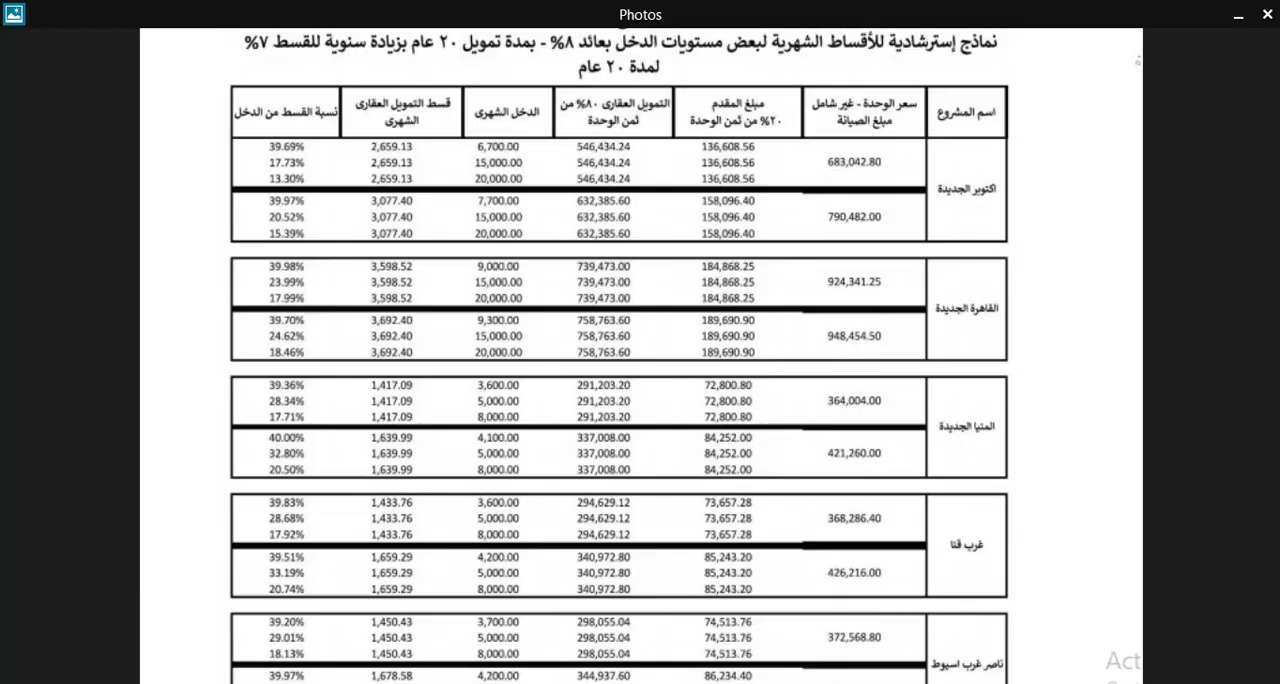 Photos
نماذج إسترشادية للأقساط الشهرية لبعض مستويات الدخل بعائد ٨% - بمدة تمويل ٢٠ عام بزيادة سنوية للقسط ٧%
لمدة ٢٠ عام
اسم المشروع سعر الوحدة - غير شامل مبلغ الصيانة مبلغ المقدم ٢٠% من ثمن الوحدة التمويل العقارى ٨٠% من ثمن الوحدة الدخل الشهرى قسط التمويل العقارى الشهرى نسبة القسط من الدخل
اكتوبر الجديدة
683,042.80
136,608.56 546,434.24 6,700.00 2,659.13 39.69%
136,608.56 546,434.24 15,000.00 2,659.13 17.73%
136,608.56 546,434.24 20,000.00 2,659.13 13.30%
790,482.00
158,096.40 632,385.60 7,700.00 3,077.40 39.97%
158,096.40 632,385.60 15,000.00 3,077.40 20.52%
158,096.40 632,385.60 20,000.00 3,077.40 15.39%
القاهرة الجديدة
924,341.25
184,868.25 739,473.00 9,000.00 3,598.52 39.98%
184,868.25 739,473.00 15,000.00 3,598.52 23.99%
184,868.25 739,473.00 20,000.00 3,598.52 17.99%
948,454.50
189,690.90 758,763.60 9,300.00 3,692.40 39.70%
189,690.90 758,763.60 15,000.00 3,692.40 24.62%
189,690.90 758,763.60 20,000.00 3,692.40 18.46%
المنيا الجديدة
364,004.00
72,800.80 291,203.20 3,600.00 1,417.09 39.36%
72,800.80 291,203.20 5,000.00 1,417.09 28.34%
72,800.80 291,203.20 8,000.00 1,417.09 17.71%
421,260.00
84,252.00 337,008.00 4,100.00 1,639.99 40.00%
84,252.00 337,008.00 5,000.00 1,639.99 32.80%
84,252.00 337,008.00 8,000.00 1,639.99 20.50%
غرب قنا
368,286.40
73,657.28 294,629.12 3,600.00 1,433.76 39.83%
73,657.28 294,629.12 5,000.00 1,433.76 28.68%
73,657.28 294,629.12 8,000.00 1,433.76 17.92%
426,216.00
85,243.20 340,972.80 4,200.00 1,659.29 39.51%
85,243.20 340,972.80 5,000.00 1,659.29 33.19%
85,243.20 340,972.80 8,000.00 1,659.29 20.74%
ناصر غرب اسيوط
372,568.80
74,513.76 298,055.04 3,700.00 1,450.43 39.20%
74,513.76 298,055.04 5,000.00 1,450.43 29.01%
74,513.76 298,055.04 8,000.00 1,450.43 18.13%
86,234.40 344,937.60 4,200.00 1,678.58 39.97%
Act